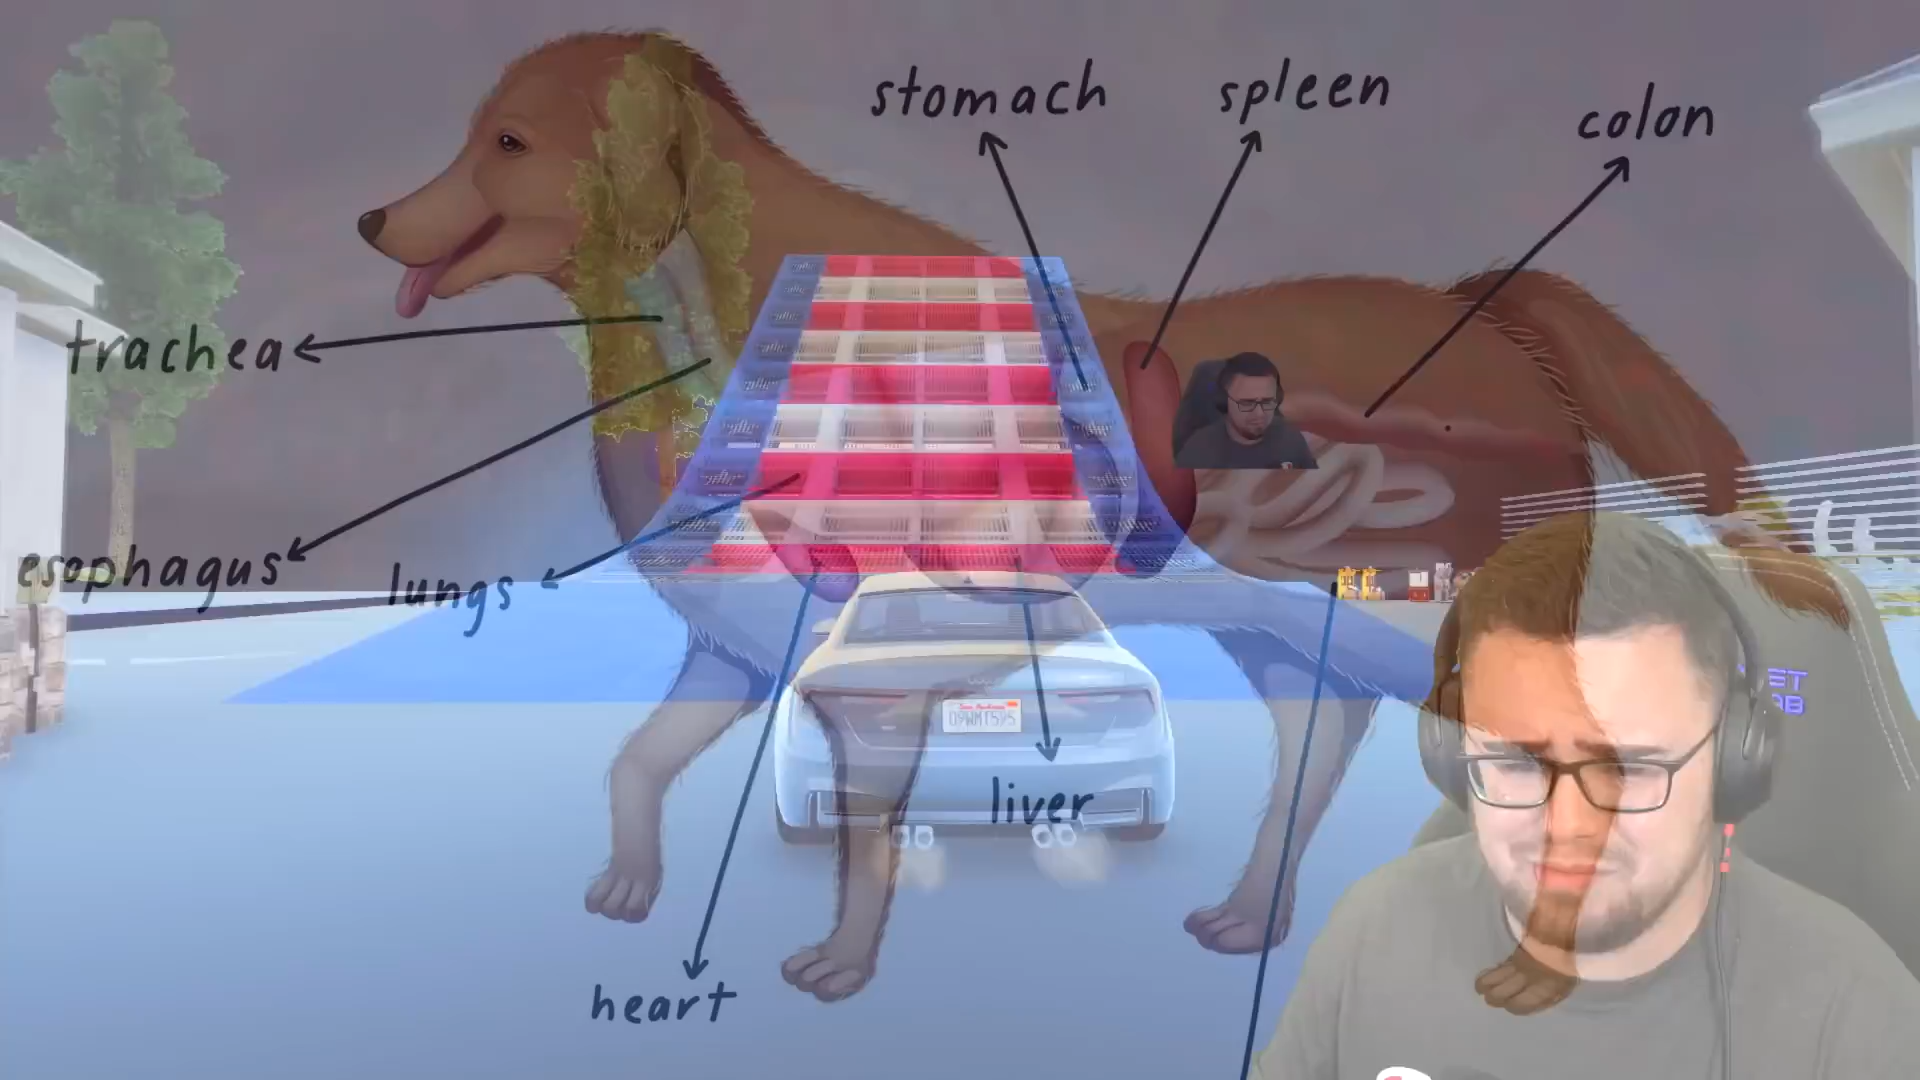 stomach
spleen
colon
trachea
esophagus
lungs
liver
heart